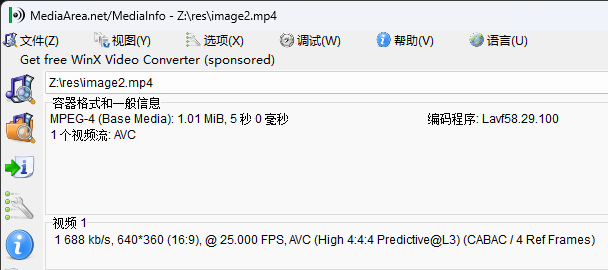 MediaArea.net/MediaInfo - Z:\res\image2.mp4
文件(Z) 视图(Y) 选项(X) 调试(W) 帮助(V) 语言(U)
Get free WinX Video Converter (sponsored)
Z:\res\image2.mp4
容器格式和一般信息
MPEG-4 (Base Media): 1.01 MiB, 5 秒 0 毫秒 编码程序: Lavf58.29.100
1 个视频流: AVC
视频 1
1 688 kb/s, 640*360 (16:9), @ 25.000 FPS, AVC (High 4:4:4 Predictive@L3) (CABAC / 4 Ref Frames)